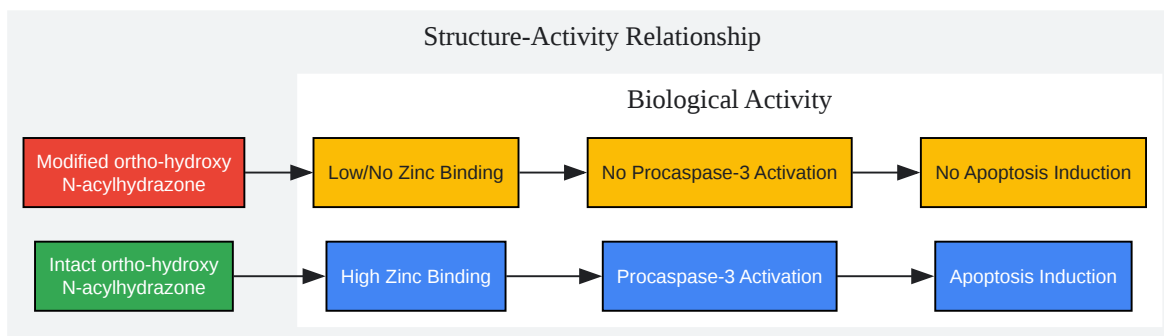 Structure-Activity Relationship
Biological Activity
Modified ortho-hydroxy
N-acylhydrazone
Low/No Zinc Binding
No Procaspase-3 Activation
No Apoptosis Induction
Intact ortho-hydroxy
N-acylhydrazone
High Zinc Binding
Procaspase-3 Activation
Apoptosis Induction